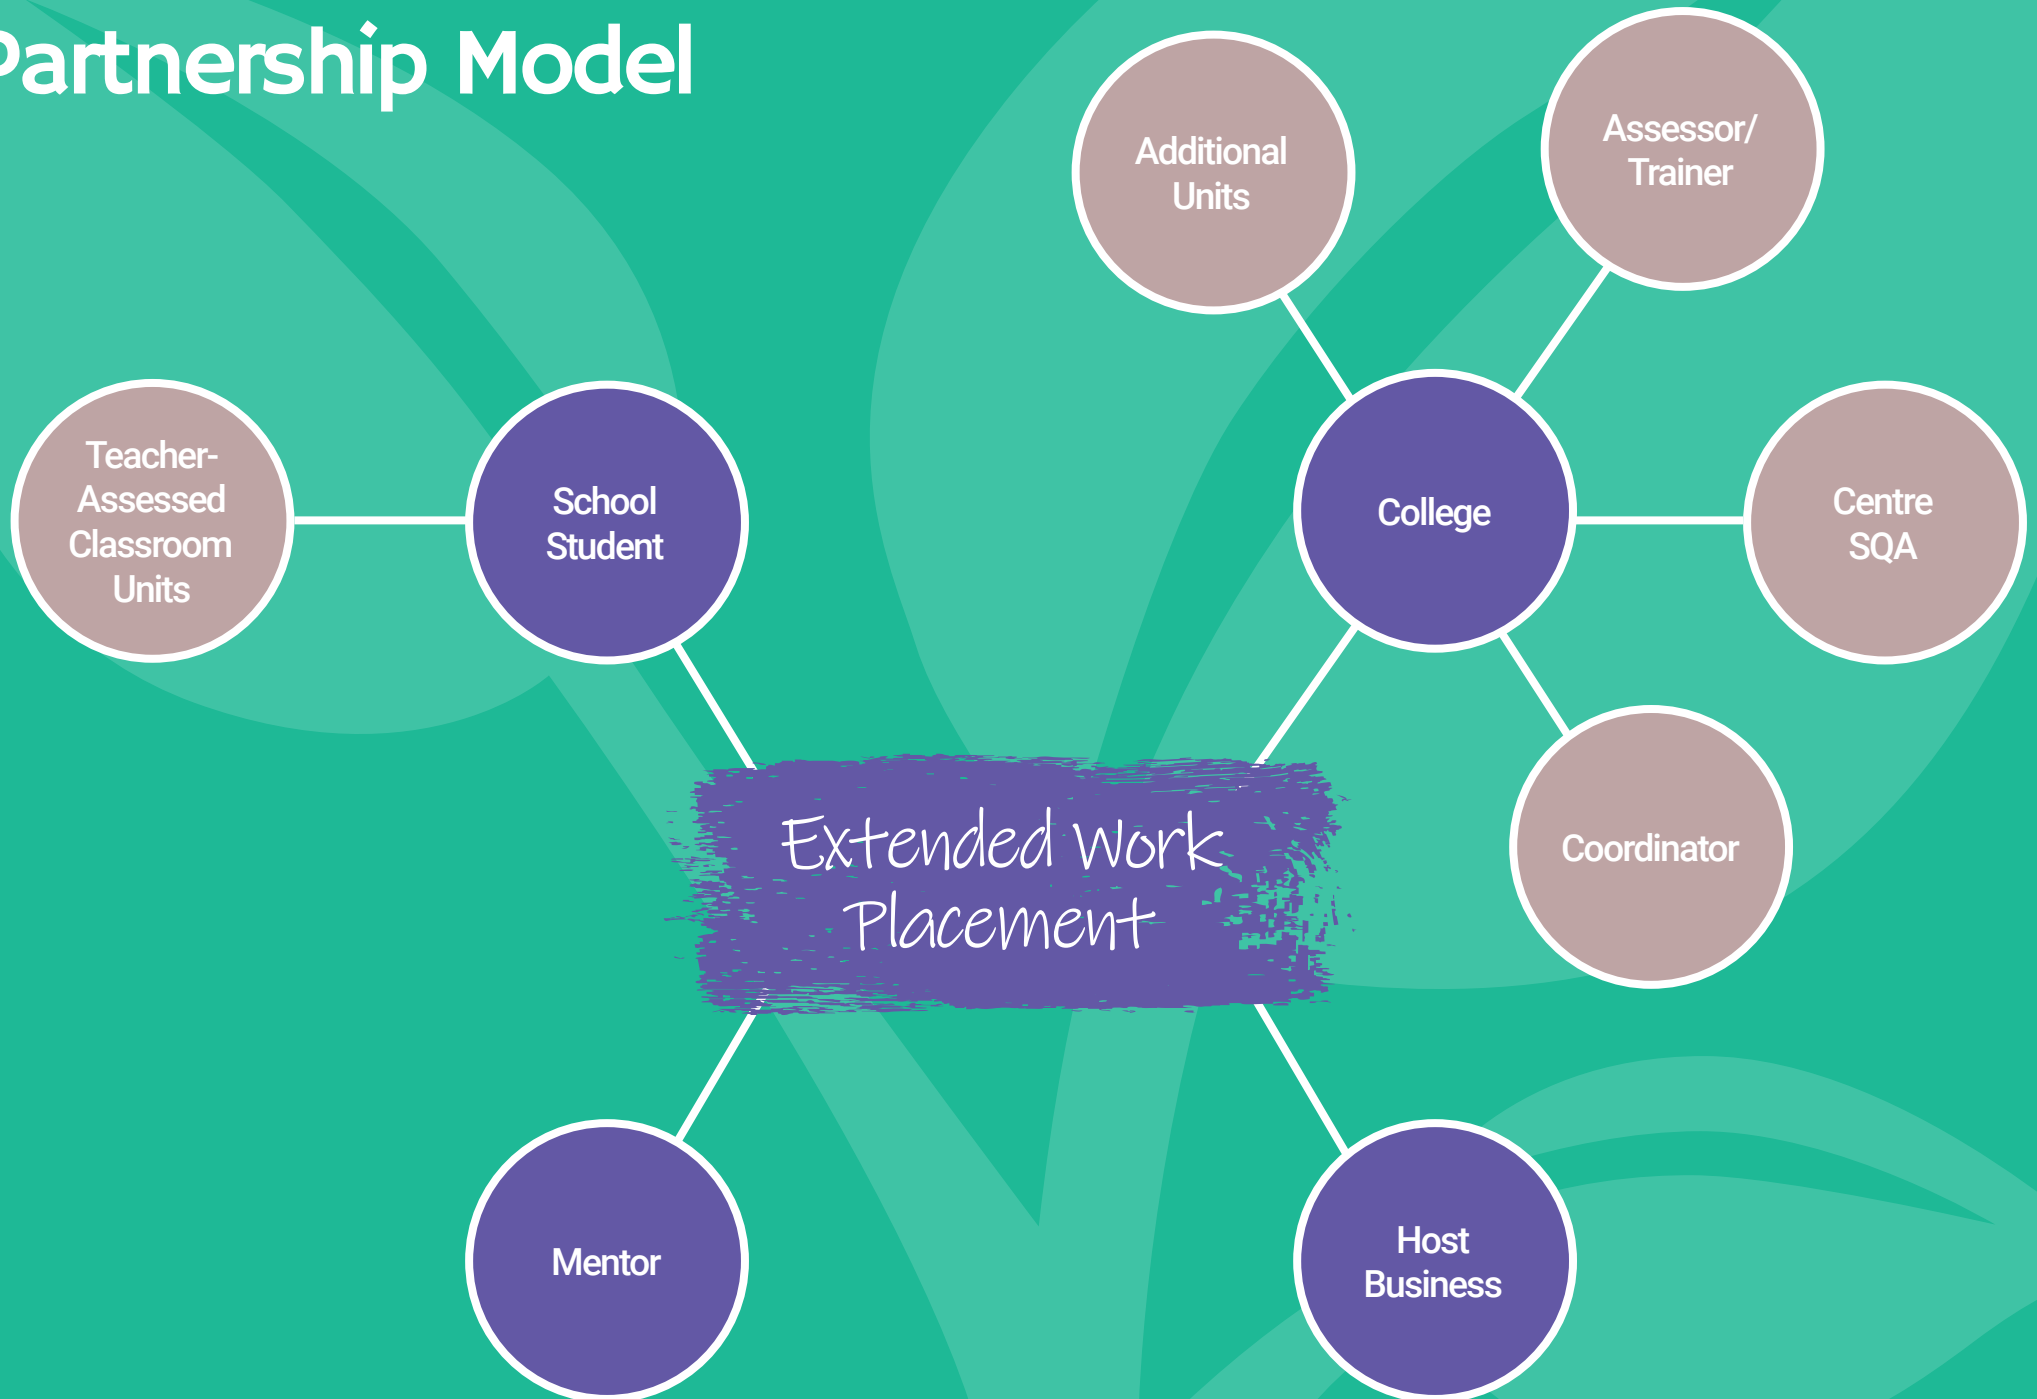 Partnership Model
Additional
Units
Assessor/
Trainer
Teacher-
Assessed
Classroom
Units
School
Student
College
Centre
SQA
Extended Work
Placement
Coordinator
Mentor
Host
Business